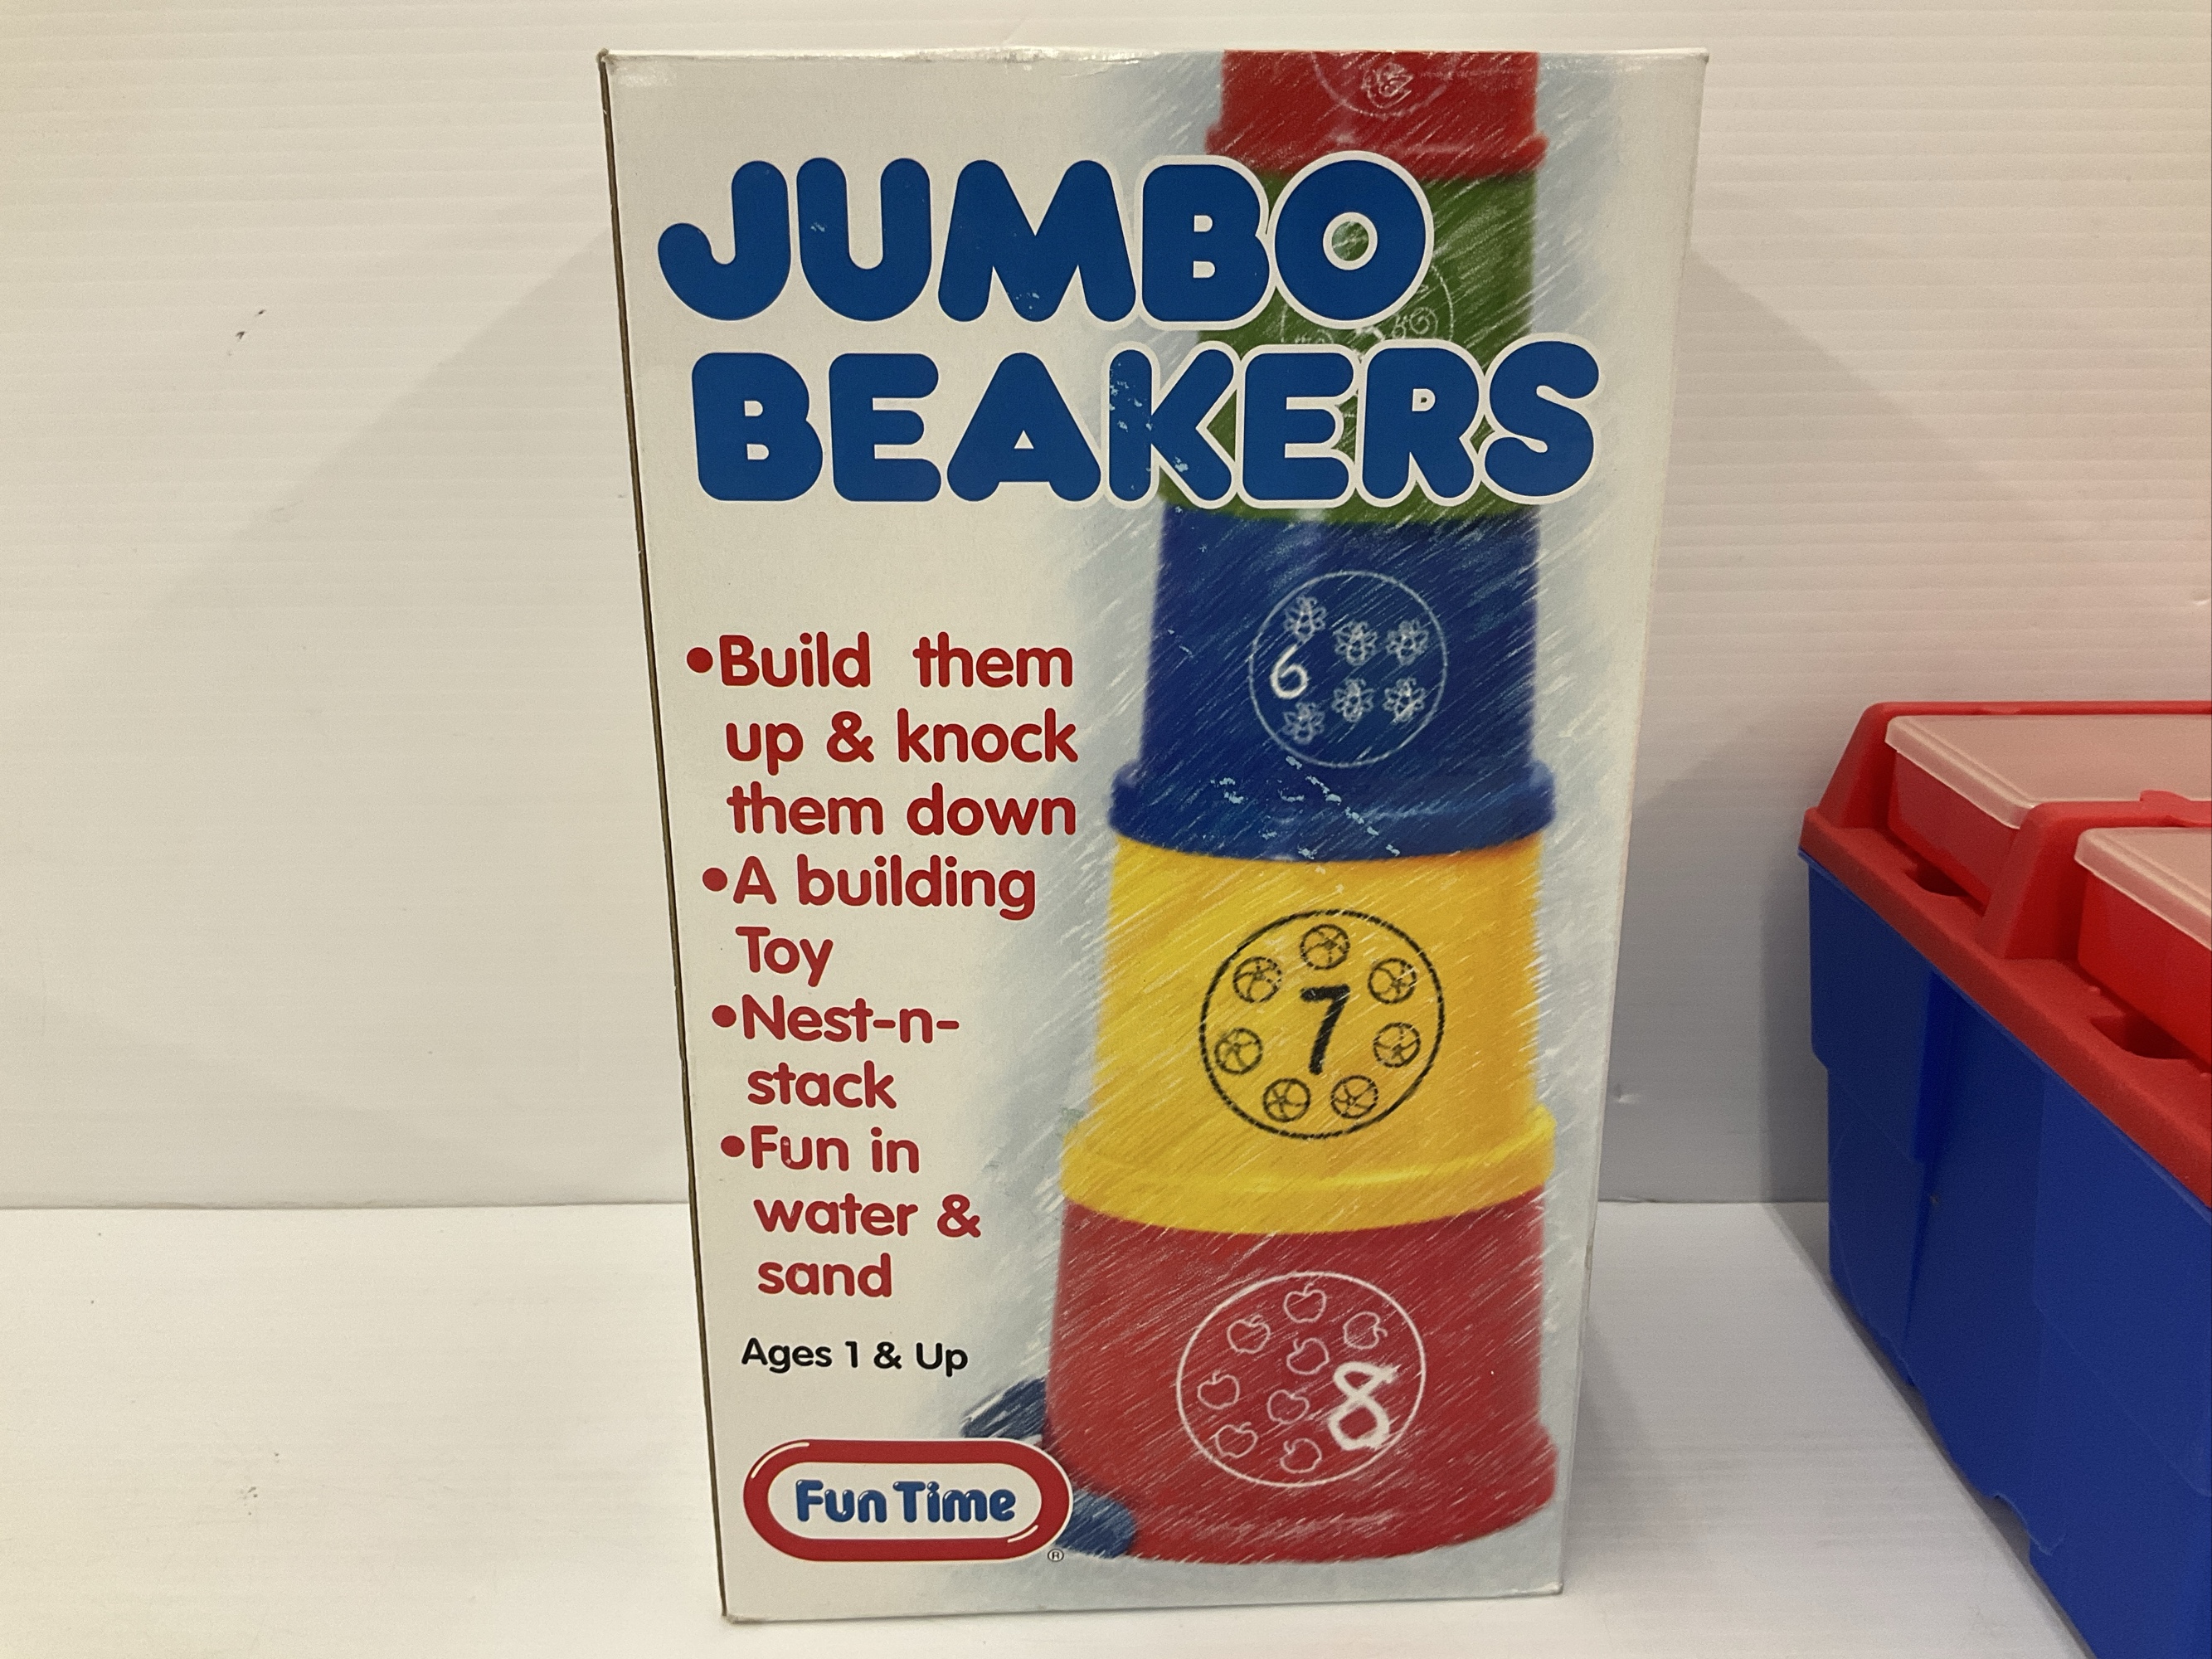 JUMBO
BEAKERS
•Build them
up & knock
them down
•A building
Toy
•Nest-n-
stack
•Fun in
water &
sand
Ages 1 & Up
Fun Time
®
6
7
8